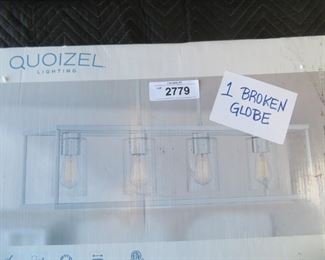 QUOIZEL
LIGHTING
2779
1 BROKEN
GLOBE